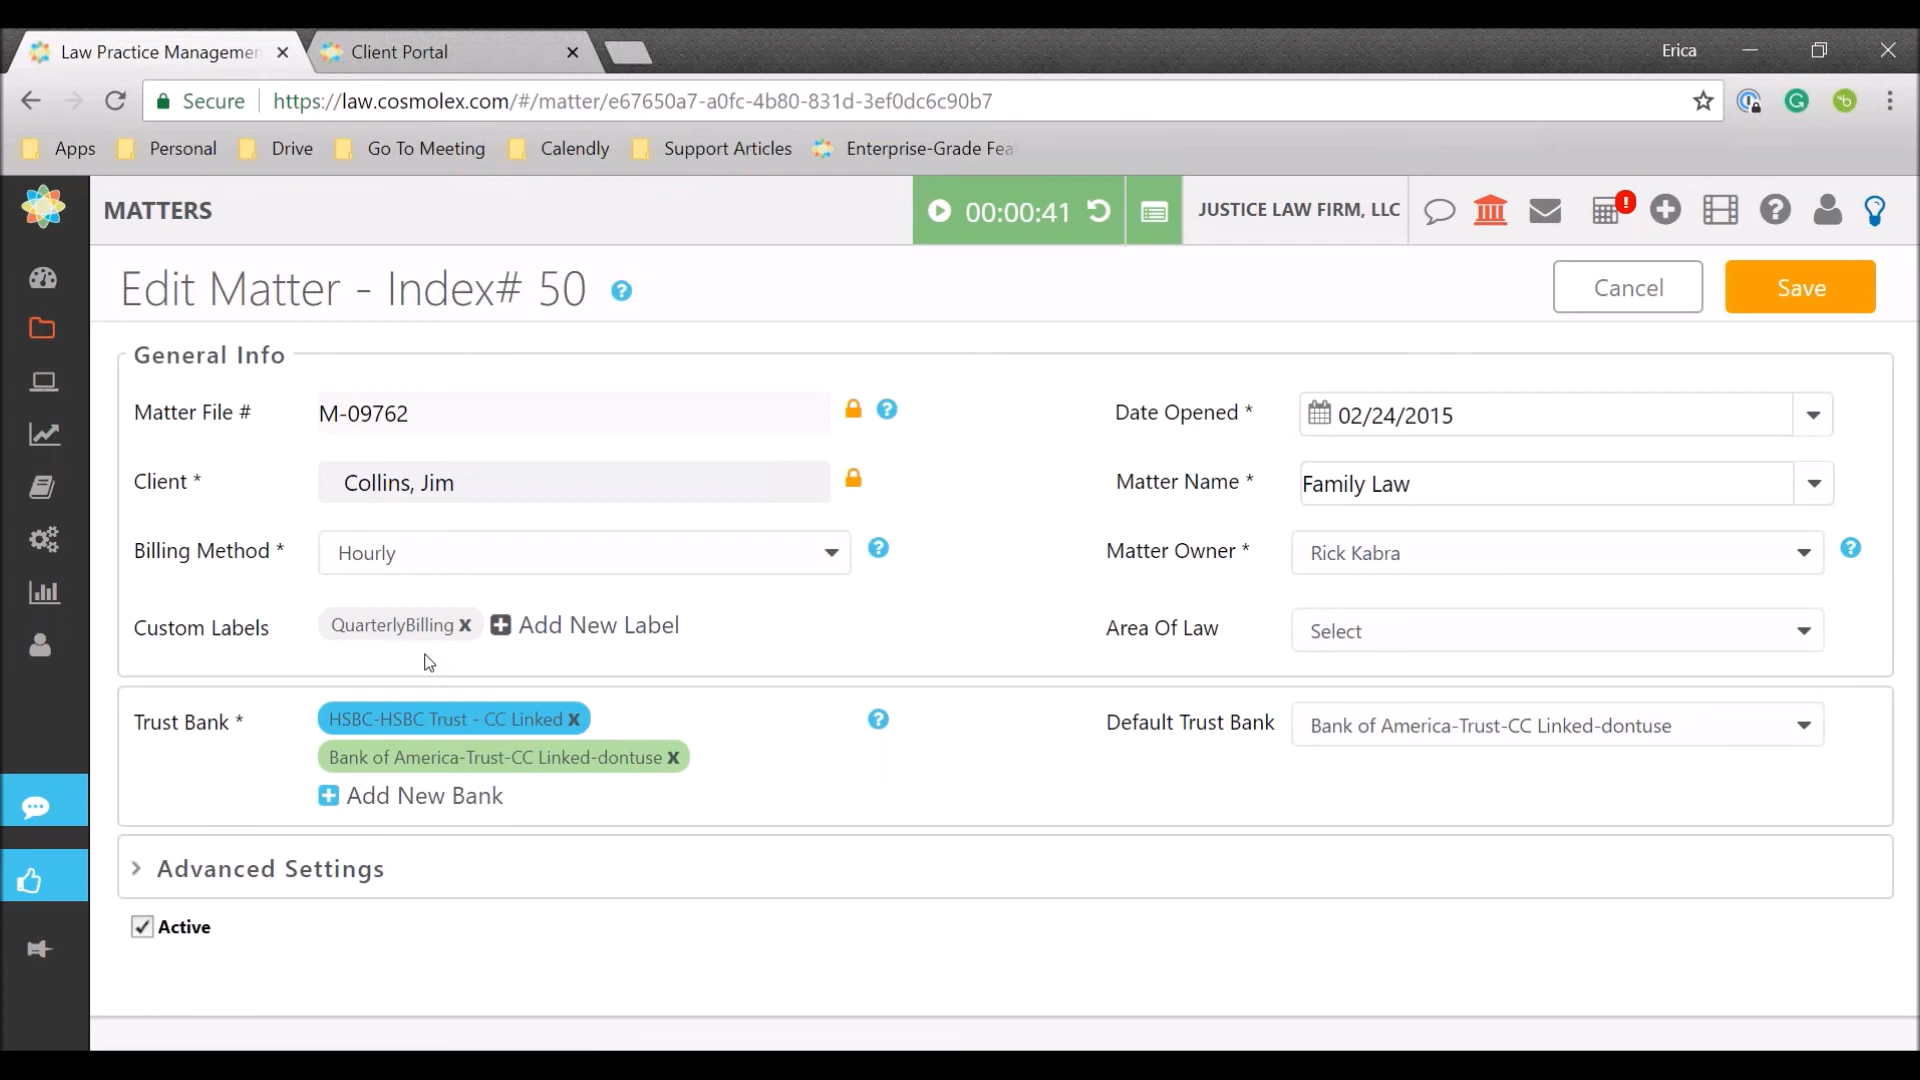 Law Practice Managemen
Client Portal
Erica
Secure https://law.cosmolex.com/#/matter/e67650a7-a0fc-4b80-831d-3ef0dc6c90b7
Apps Personal Drive Go To Meeting Calendly Support Articles Enterprise-Grade Fea
MATTERS 00:00:41 JUSTICE LAW FIRM, LLC !
Edit Matter - Index# 50 ? Cancel Save
General Info
Matter File # M-09762 ? Date Opened * 02/24/2015
Client * Collins, Jim Matter Name * Family Law
Billing Method * Hourly ? Matter Owner * Rick Kabra ?
Custom Labels QuarterlyBilling x Add New Label Area Of Law Select
Trust Bank * HSBC-HSBC Trust - CC Linked x ? Default Trust Bank Bank of America-Trust-CC Linked-dontuse
Bank of America-Trust-CC Linked-dontuse x
Add New Bank
Advanced Settings
Active